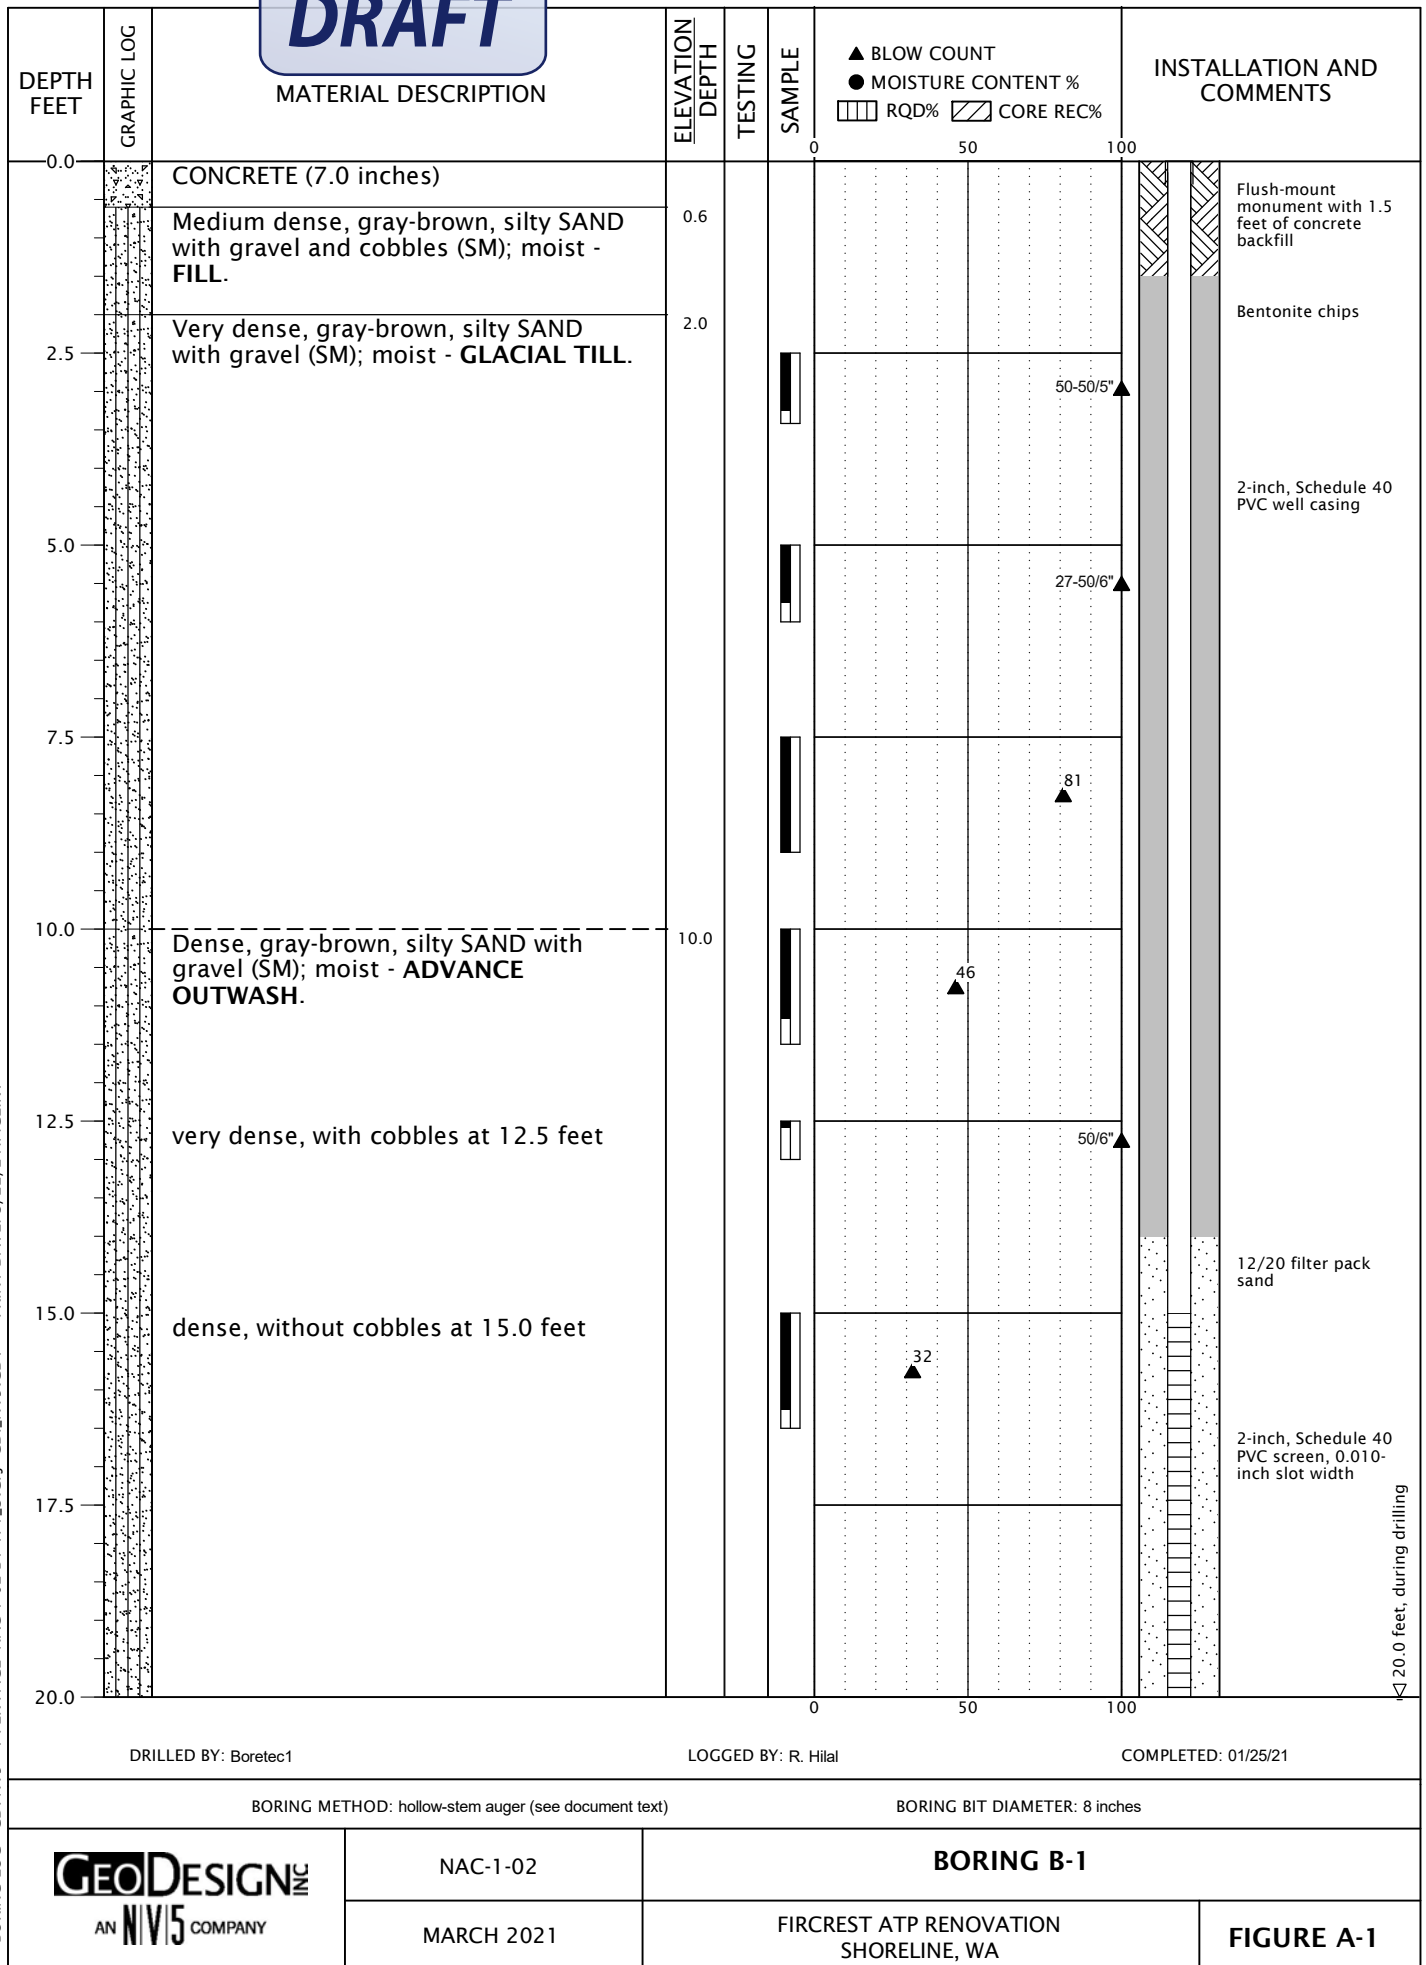 DRAFT
DEPTH
FEET
GRAPHIC LOG
MATERIAL DESCRIPTION
ELEVATION
DEPTH
TESTING
SAMPLE
▲ BLOW COUNT
● MOISTURE CONTENT %
RQD% CORE REC%
INSTALLATION AND
COMMENTS
0 50 100
0.0
CONCRETE (7.0 inches)
0.6
Medium dense, gray-brown, silty SAND
with gravel and cobbles (SM); moist -
FILL.
Flush-mount
monument with 1.5
feet of concrete
backfill
2.0
Very dense, gray-brown, silty SAND
with gravel (SM); moist - GLACIAL TILL.
Bentonite chips
2.5
50-50/5"
2-inch, Schedule 40
PVC well casing
5.0
27-50/6"
7.5
81
10.0
10.0
Dense, gray-brown, silty SAND with
gravel (SM); moist - ADVANCE
OUTWASH.
46
12.5
very dense, with cobbles at 12.5 feet
50/6"
12/20 filter pack
sand
15.0
dense, without cobbles at 15.0 feet
32
2-inch, Schedule 40
PVC screen, 0.010-
inch slot width
17.5
20.0 feet, during drilling
20.0
0 50 100
DRILLED BY: Boretec1
LOGGED BY: R. Hilal
COMPLETED: 01/25/21
BORING METHOD: hollow-stem auger (see document text)
BORING BIT DIAMETER: 8 inches
GEODESIGN INC
AN NV5 COMPANY
NAC-1-02
BORING B-1
MARCH 2021
FIRCREST ATP RENOVATION
SHORELINE, WA
FIGURE A-1